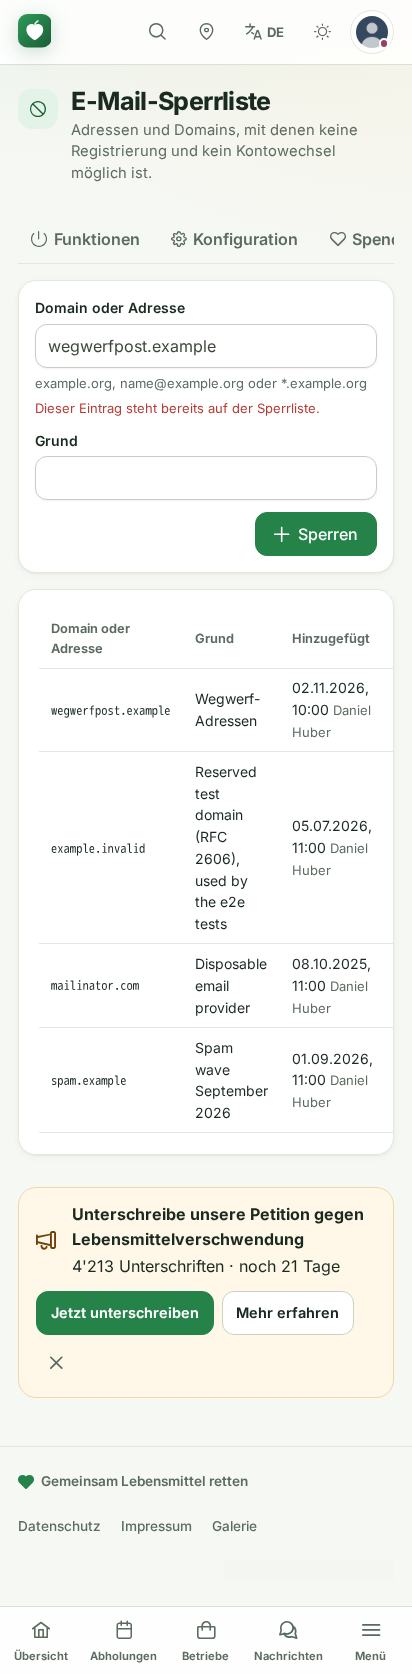 DE
E-Mail-Sperrliste
Adressen und Domains, mit denen keine
Registrierung und kein Kontowechsel
möglich ist.
Funktionen Konfiguration
Domain oder Adresse
wegwerfpost.example
example.org, name@example.org oder *.example.org
Dieser Eintrag steht bereits auf der Sperrliste.
Grund
Sperren
Domain oder
Adresse
Grund
Hinzugefügt
wegwerfpost.example
Wegwerf-
Adressen
02.11.2026,
10:00 Daniel
Huber
example.invalid
Reserved
test
domain
(RFC
2606),
used by
the e2e
tests
05.07.2026,
11:00 Daniel
Huber
mailinator.com
Disposable
email
provider
08.10.2025,
11:00 Daniel
Huber
spam.example
Spam
wave
September
2026
01.09.2026,
11:00 Daniel
Huber
Unterschreibe unsere Petition gegen
Lebensmittelverschwendung
4'213 Unterschriften · noch 21 Tage
Jetzt unterschreiben Mehr erfahren
Gemeinsam Lebensmittel retten
Datenschutz Impressum Galerie
Übersicht Abholungen Betriebe Nachrichten Menü